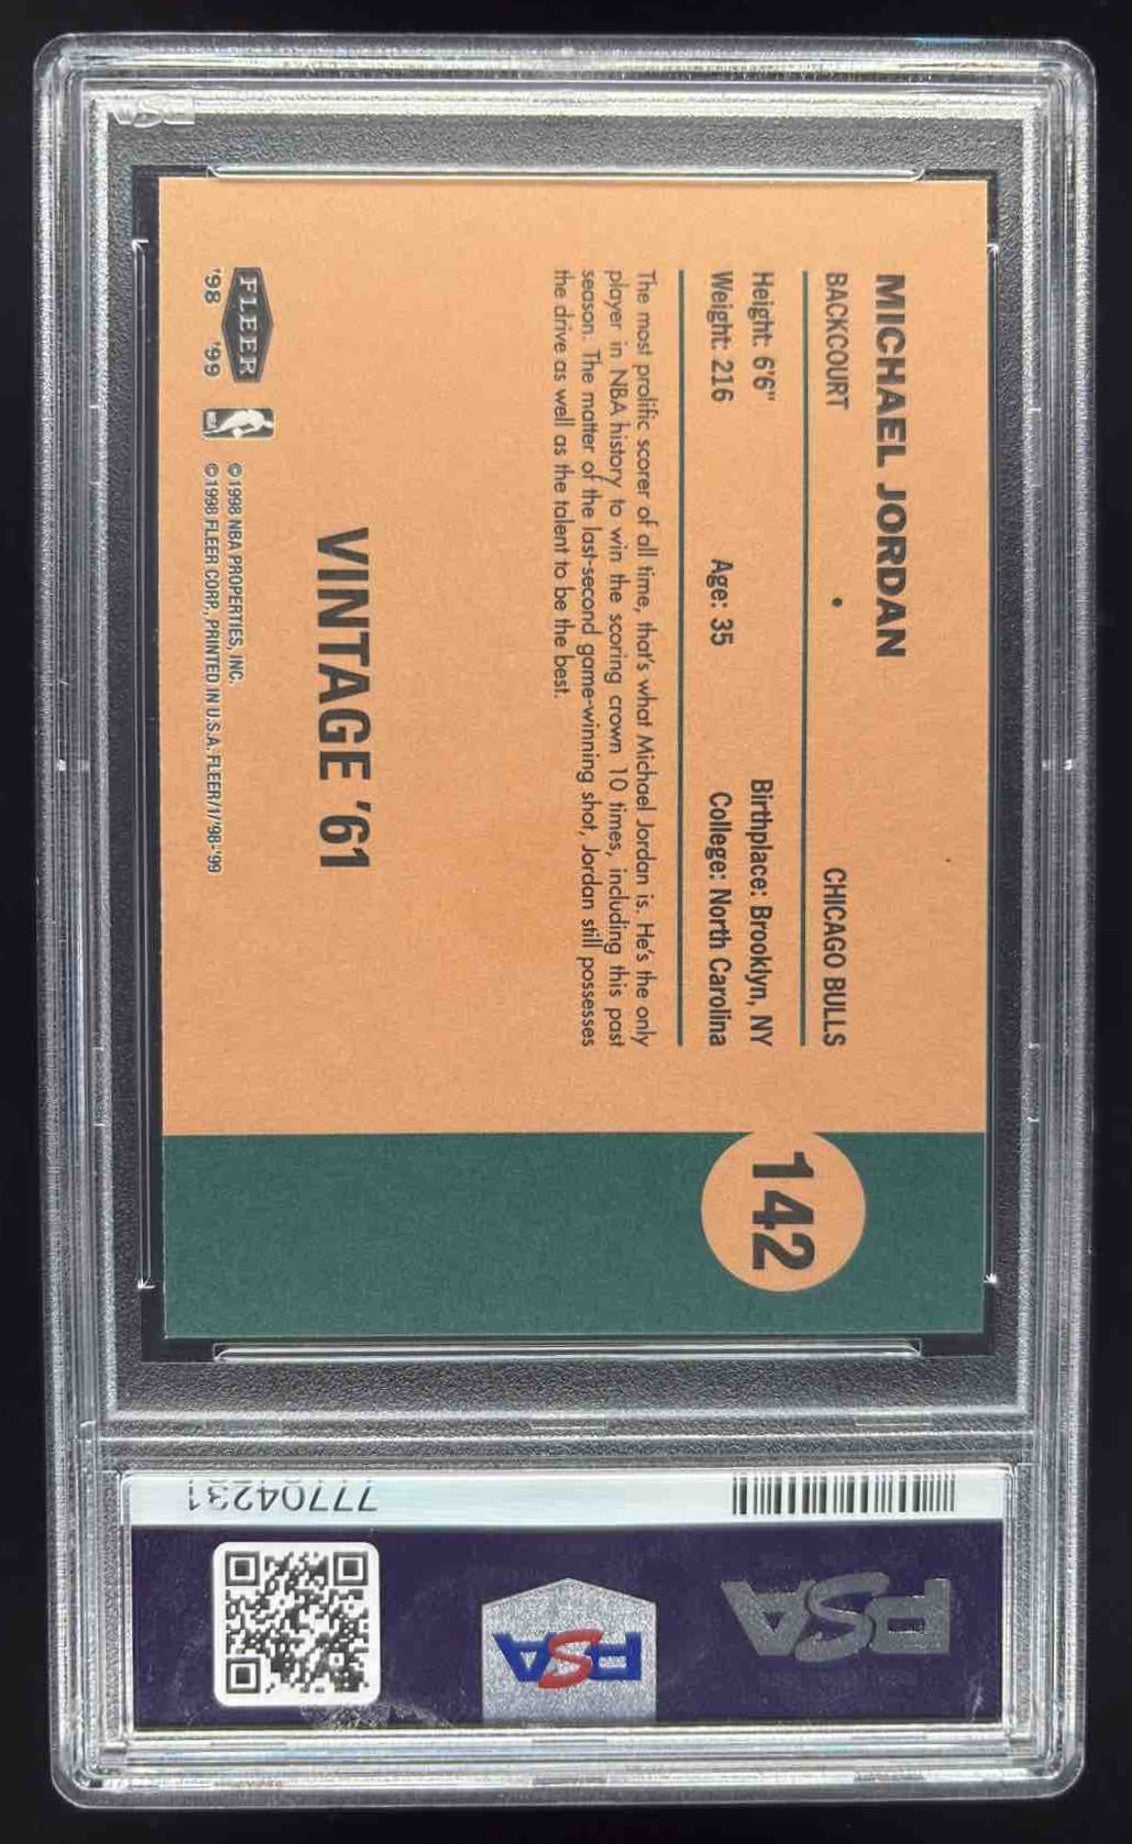 MICHAEL JORDAN
BACKCOURT • CHICAGO BULLS
Height: 6'6" Birthplace: Brooklyn, NY
Weight: 216 Age: 35 College: North Carolina
The most prolific scorer of all time, that's what Michael Jordan is. He's the only
player in NBA history to win the scoring crown 10 times, including this past
season. The matter of the last-second game-winning shot, Jordan still possesses
the drive as well as the talent to be the best.
VINTAGE '61
FLEER
'98 '99
©1998 NBA PROPERTIES, INC.
©1998 FLEER CORP., PRINTED IN U.S.A. FLEER/1/'98-'99
142
77704231
PSA
PSA